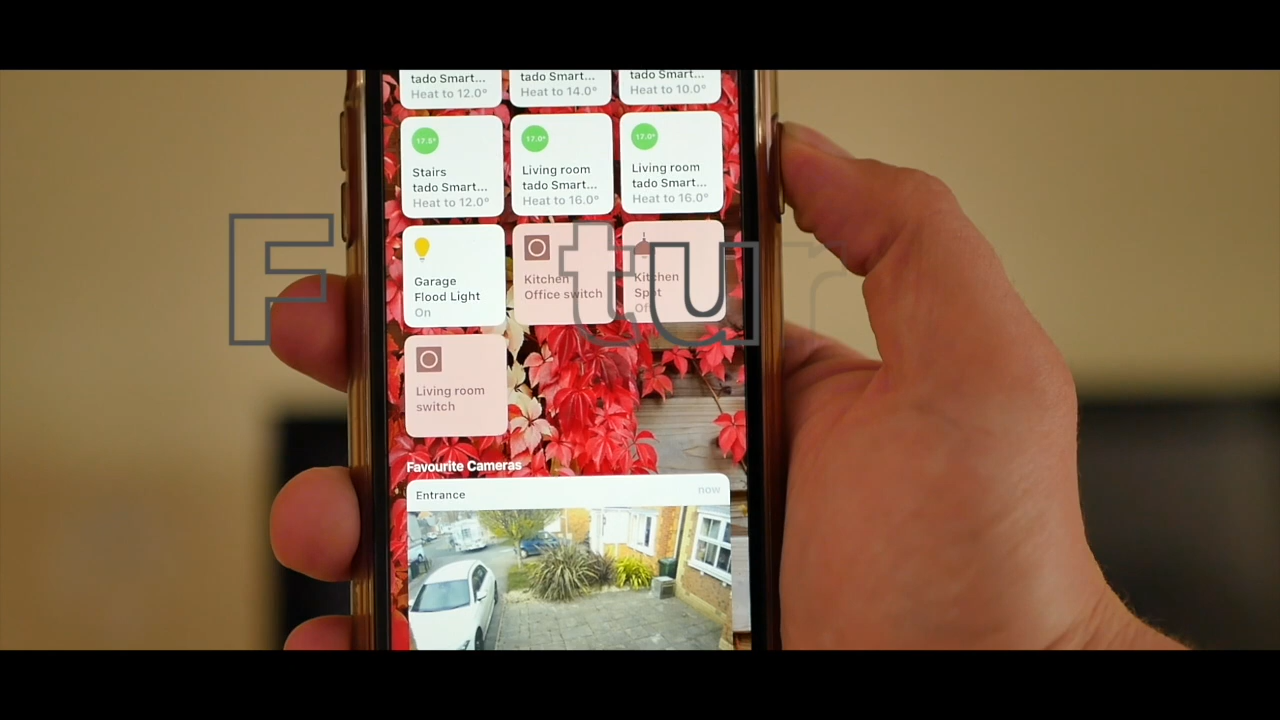 tado Smart... tado Smart... tado Smart...
Heat to 12.0° Heat to 14.0° Heat to 10.0°
17.5° 17.0° 17.0°
Stairs Living room Living room
tado Smart... tado Smart... tado Smart...
Heat to 12.0° Heat to 16.0° Heat to 16.0°
F tur
Garage Kitchen Kitchen
Flood Light Office switch Spot
On Off
Living room
switch
Favourite Cameras
Entrance now